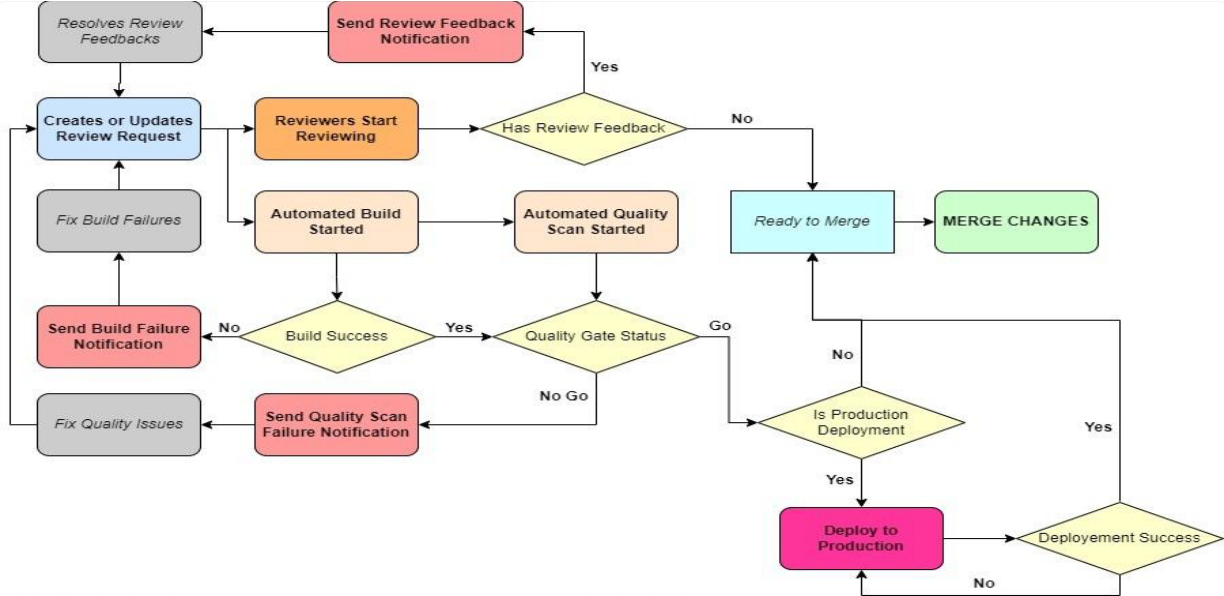 Resolves Review
Feedbacks
Send Review Feedback
Notification
Yes
Creates or Updates
Review Request
Reviewers Start
Reviewing
Has Review Feedback
No
Fix Build Failures
Automated Build
Started
Automated Quality
Scan Started
Ready to Merge
MERGE CHANGES
Send Build Failure
Notification
No
Build Success
Yes
Quality Gate Status
Go
No
No Go
Fix Quality Issues
Send Quality Scan
Failure Notification
Is Production
Deployment
Yes
Yes
Deploy to
Production
Deployement Success
No